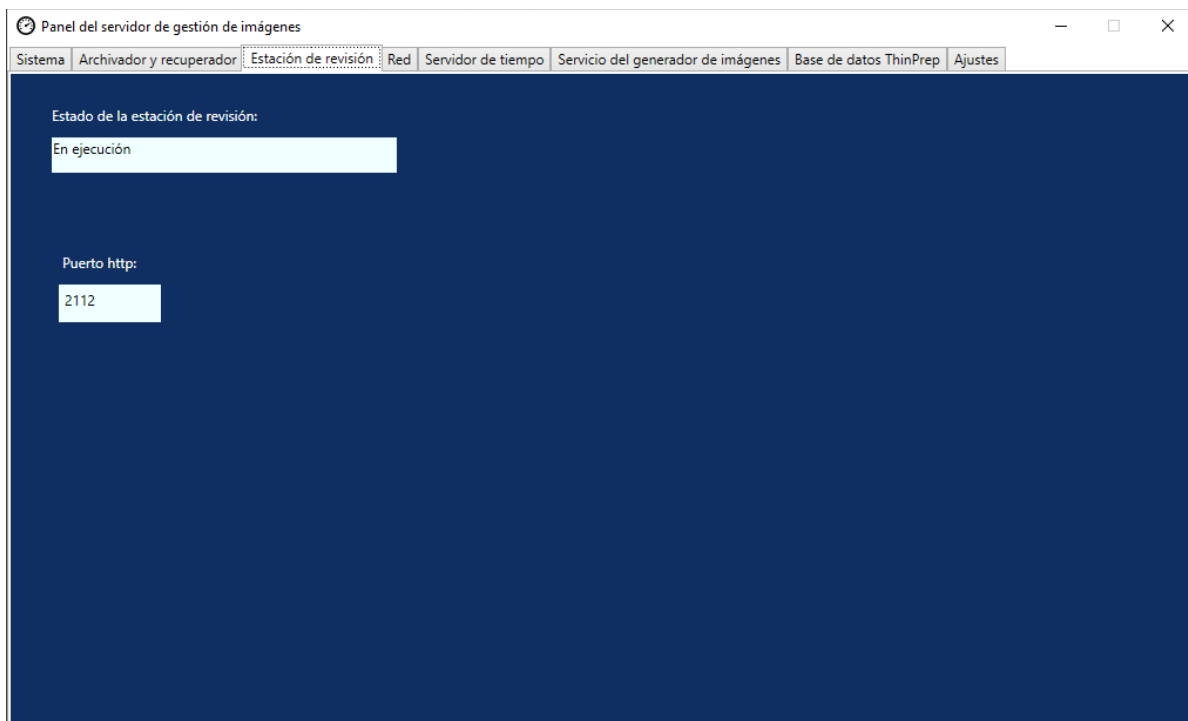 Panel del servidor de gestión de imágenes
Sistema Archivador y recuperador Estación de revisión Red Servidor de tiempo Servicio del generador de imágenes Base de datos ThinPrep Ajustes
Estado de la estación de revisión:
En ejecución
Puerto http:
2112